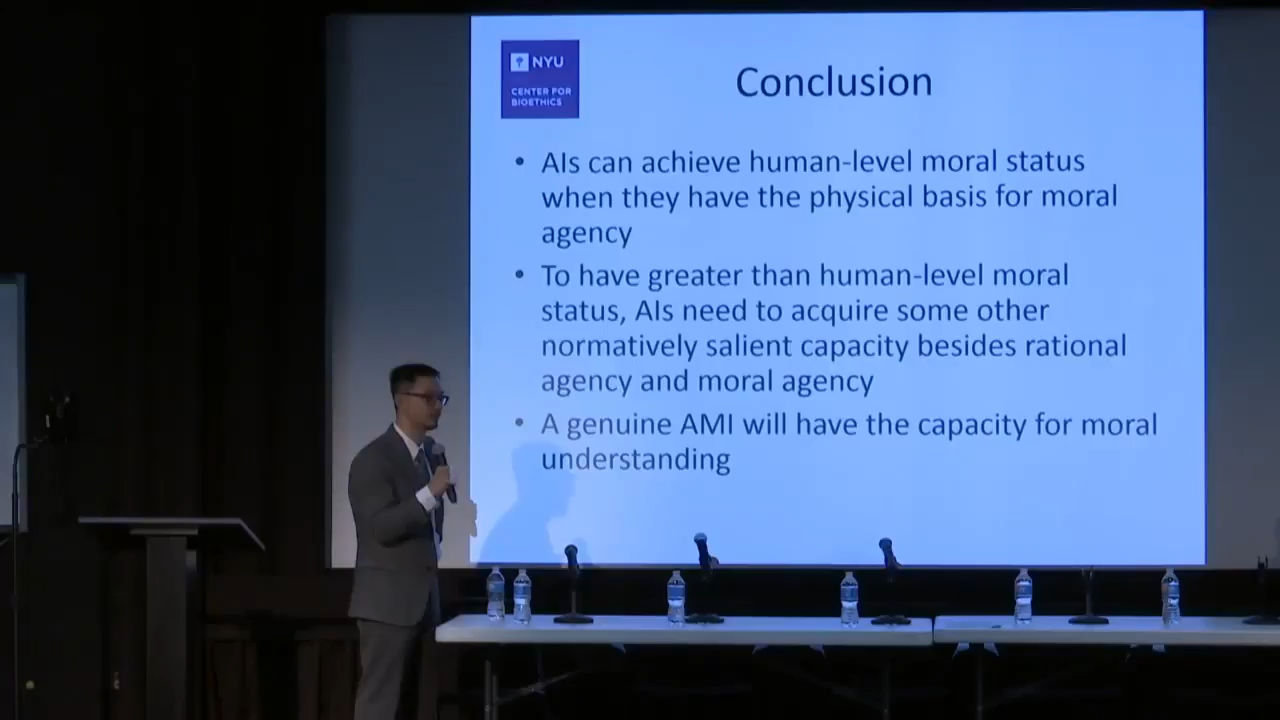 NYU
CENTER FOR
BIOETHICS
Conclusion
• AIs can achieve human-level moral status
when they have the physical basis for moral
agency
• To have greater than human-level moral
status, AIs need to acquire some other
normatively salient capacity besides rational
agency and moral agency
• A genuine AMI will have the capacity for moral
understanding